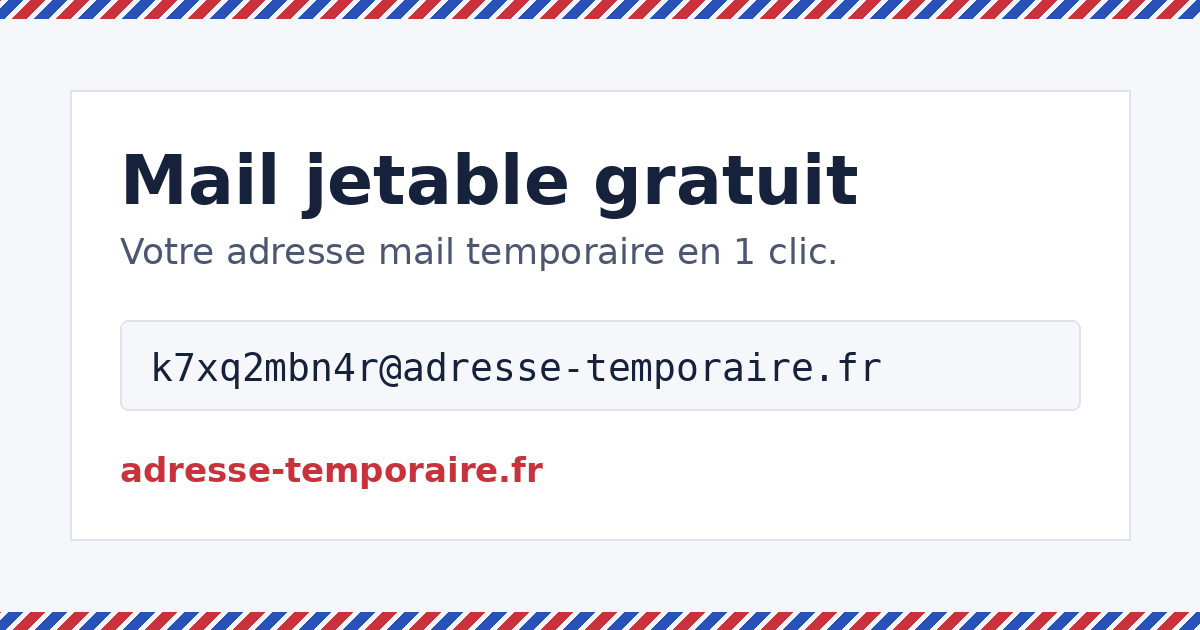 Mail jetable gratuit
Votre adresse mail temporaire en 1 clic.
k7xq2mbn4r@adresse-temporaire.fr
adresse-temporaire.fr